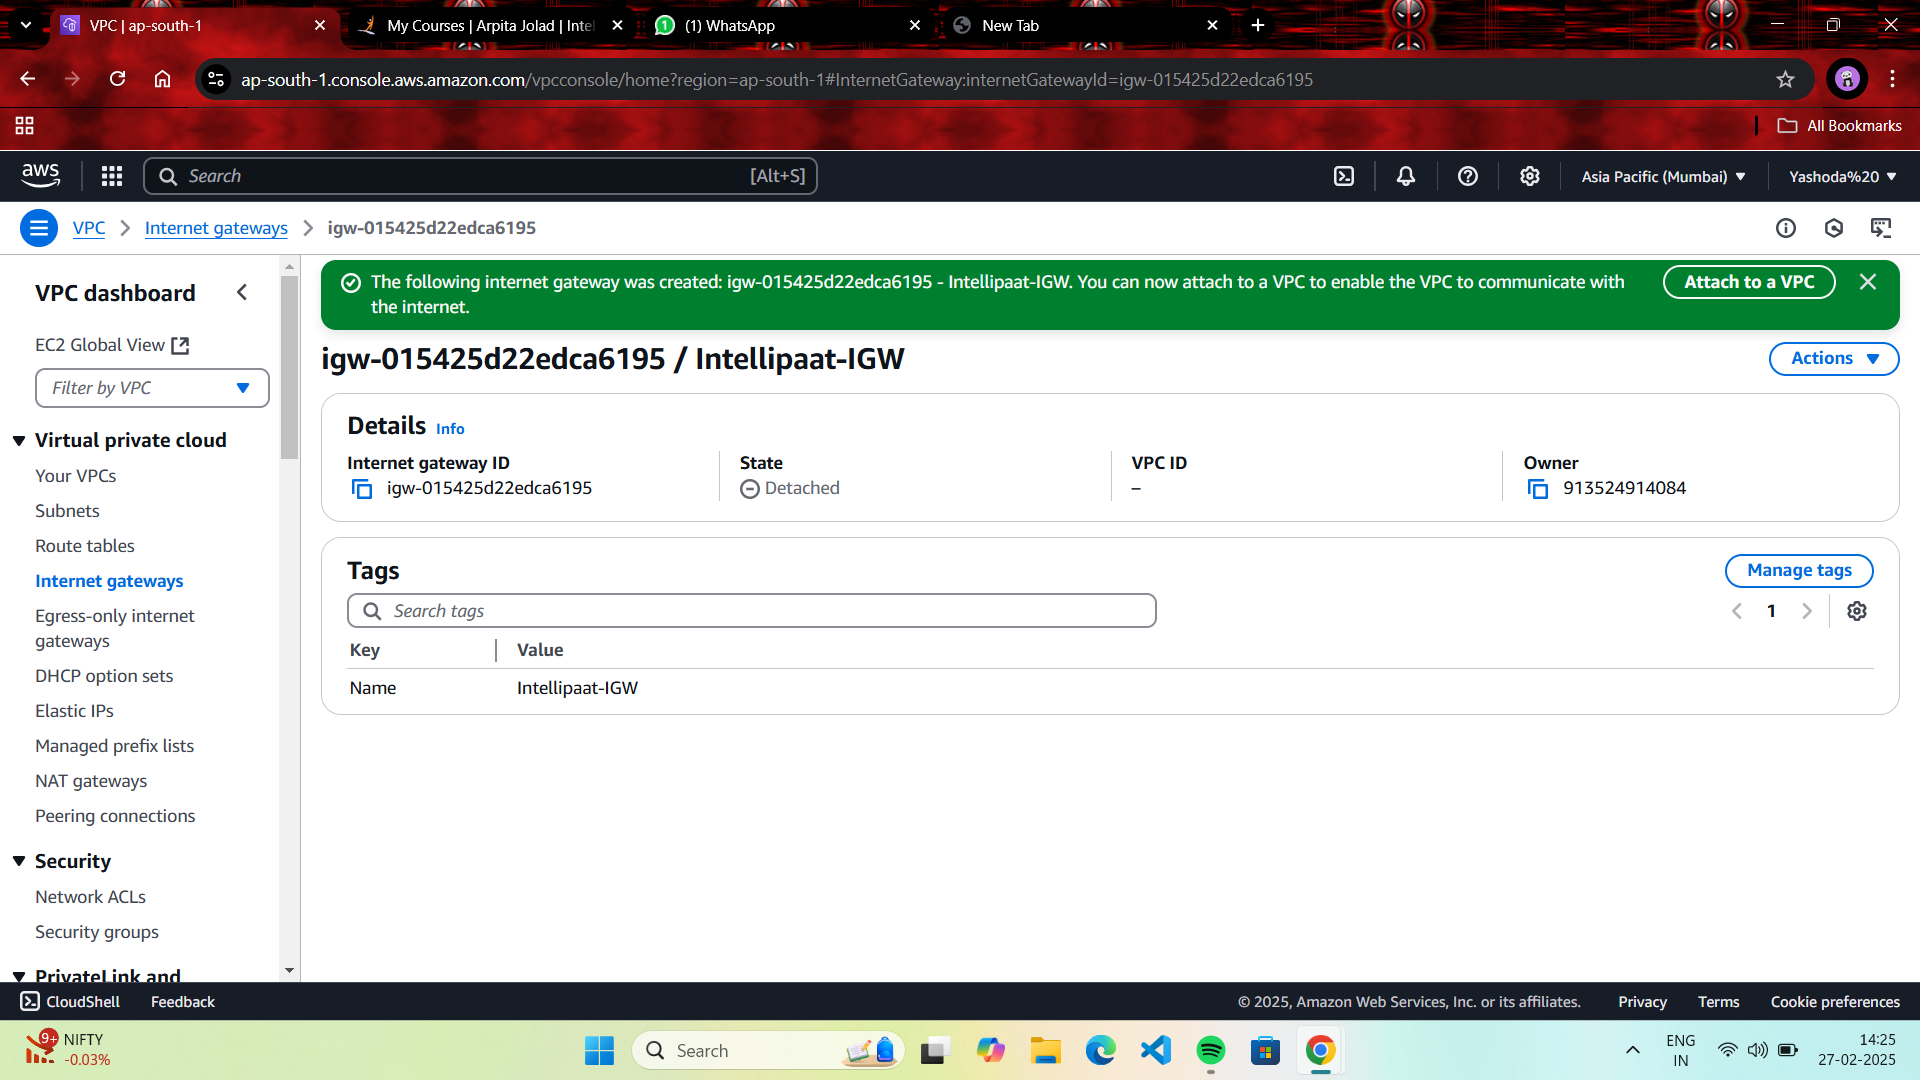 VPC | ap-south-1
My Courses | Arpita Jolad | Intel
(1) WhatsApp
New Tab
ap-south-1.console.aws.amazon.com/vpcconsole/home?region=ap-south-1#InternetGateway:internetGatewayId=igw-015425d22edca6195
All Bookmarks
aws
Search
[Alt+S]
Asia Pacific (Mumbai)
Yashoda%20
VPC
Internet gateways
igw-015425d22edca6195
VPC dashboard
EC2 Global View
Filter by VPC
Virtual private cloud
Your VPCs
Subnets
Route tables
Internet gateways
Egress-only internet
gateways
DHCP option sets
Elastic IPs
Managed prefix lists
NAT gateways
Peering connections
Security
Network ACLs
Security groups
PrivateLink and
The following internet gateway was created: igw-015425d22edca6195 - Intellipaat-IGW. You can now attach to a VPC to enable the VPC to communicate with
the internet.
Attach to a VPC
igw-015425d22edca6195 / Intellipaat-IGW
Actions
Details Info
Internet gateway ID
igw-015425d22edca6195
State
Detached
VPC ID
–
Owner
913524914084
Tags
Manage tags
Search tags
1
Key
Value
Name
Intellipaat-IGW
CloudShell
Feedback
© 2025, Amazon Web Services, Inc. or its affiliates.
Privacy
Terms
Cookie preferences
9+
NIFTY
-0.03%
Search
ENG
IN
14:25
27-02-2025